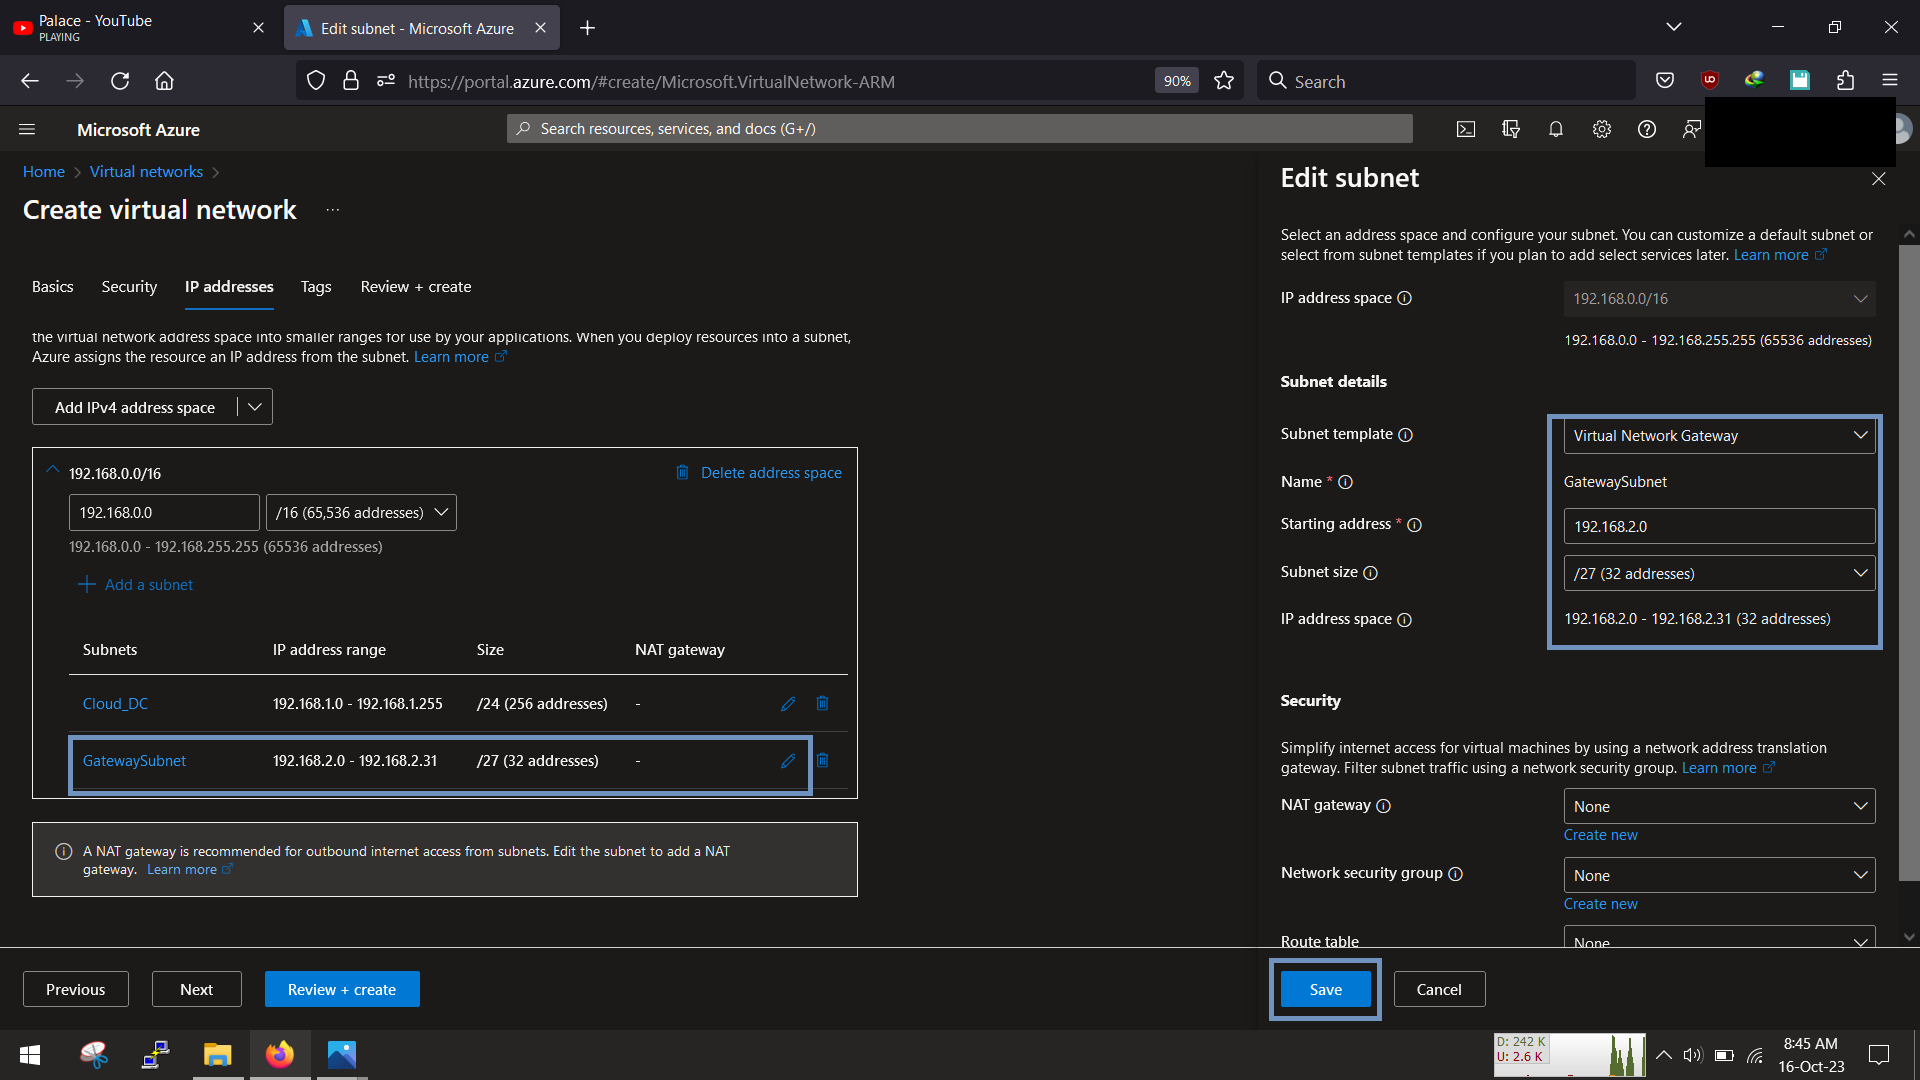 Palace - YouTube
PLAYING
Edit subnet - Microsoft Azure
https://portal.azure.com/#create/Microsoft.VirtualNetwork-ARM
90%
Search
Microsoft Azure
Search resources, services, and docs (G+/)
Home > Virtual networks >
Create virtual network ...
Basics
Security
IP addresses
Tags
Review + create
the virtual network address space into smaller ranges for use by your applications. When you deploy resources into a subnet,
Azure assigns the resource an IP address from the subnet. Learn more
Add IPv4 address space
192.168.0.0/16
Delete address space
192.168.0.0
/16 (65,536 addresses)
192.168.0.0 - 192.168.255.255 (65536 addresses)
+ Add a subnet
Subnets IP address range Size NAT gateway
Cloud_DC 192.168.1.0 - 192.168.1.255 /24 (256 addresses) -
GatewaySubnet 192.168.2.0 - 192.168.2.31 /27 (32 addresses) -
A NAT gateway is recommended for outbound internet access from subnets. Edit the subnet to add a NAT
gateway. Learn more
Previous
Next
Review + create
Edit subnet
Select an address space and configure your subnet. You can customize a default subnet or
select from subnet templates if you plan to add select services later. Learn more
IP address space
192.168.0.0/16
192.168.0.0 - 192.168.255.255 (65536 addresses)
Subnet details
Subnet template
Virtual Network Gateway
Name *
GatewaySubnet
Starting address *
192.168.2.0
Subnet size
/27 (32 addresses)
IP address space
192.168.2.0 - 192.168.2.31 (32 addresses)
Security
Simplify internet access for virtual machines by using a network address translation
gateway. Filter subnet traffic using a network security group. Learn more
NAT gateway
None
Create new
Network security group
None
Create new
Route table
None
Save
Cancel
D: 242 K
U: 2.6 K
8:45 AM
16-Oct-23